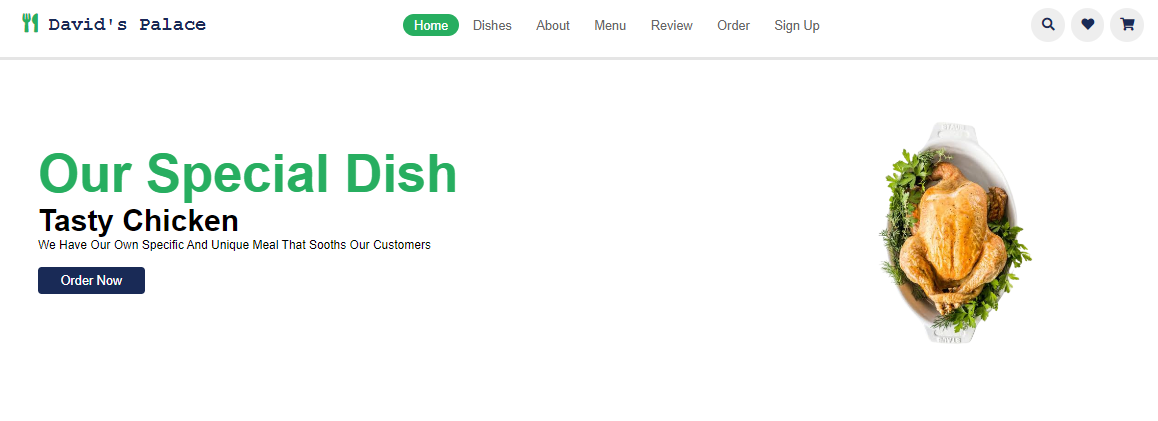 David's Palace
Home Dishes About Menu Review Order Sign Up
Our Special Dish
Tasty Chicken
We Have Our Own Specific And Unique Meal That Sooths Our Customers
Order Now